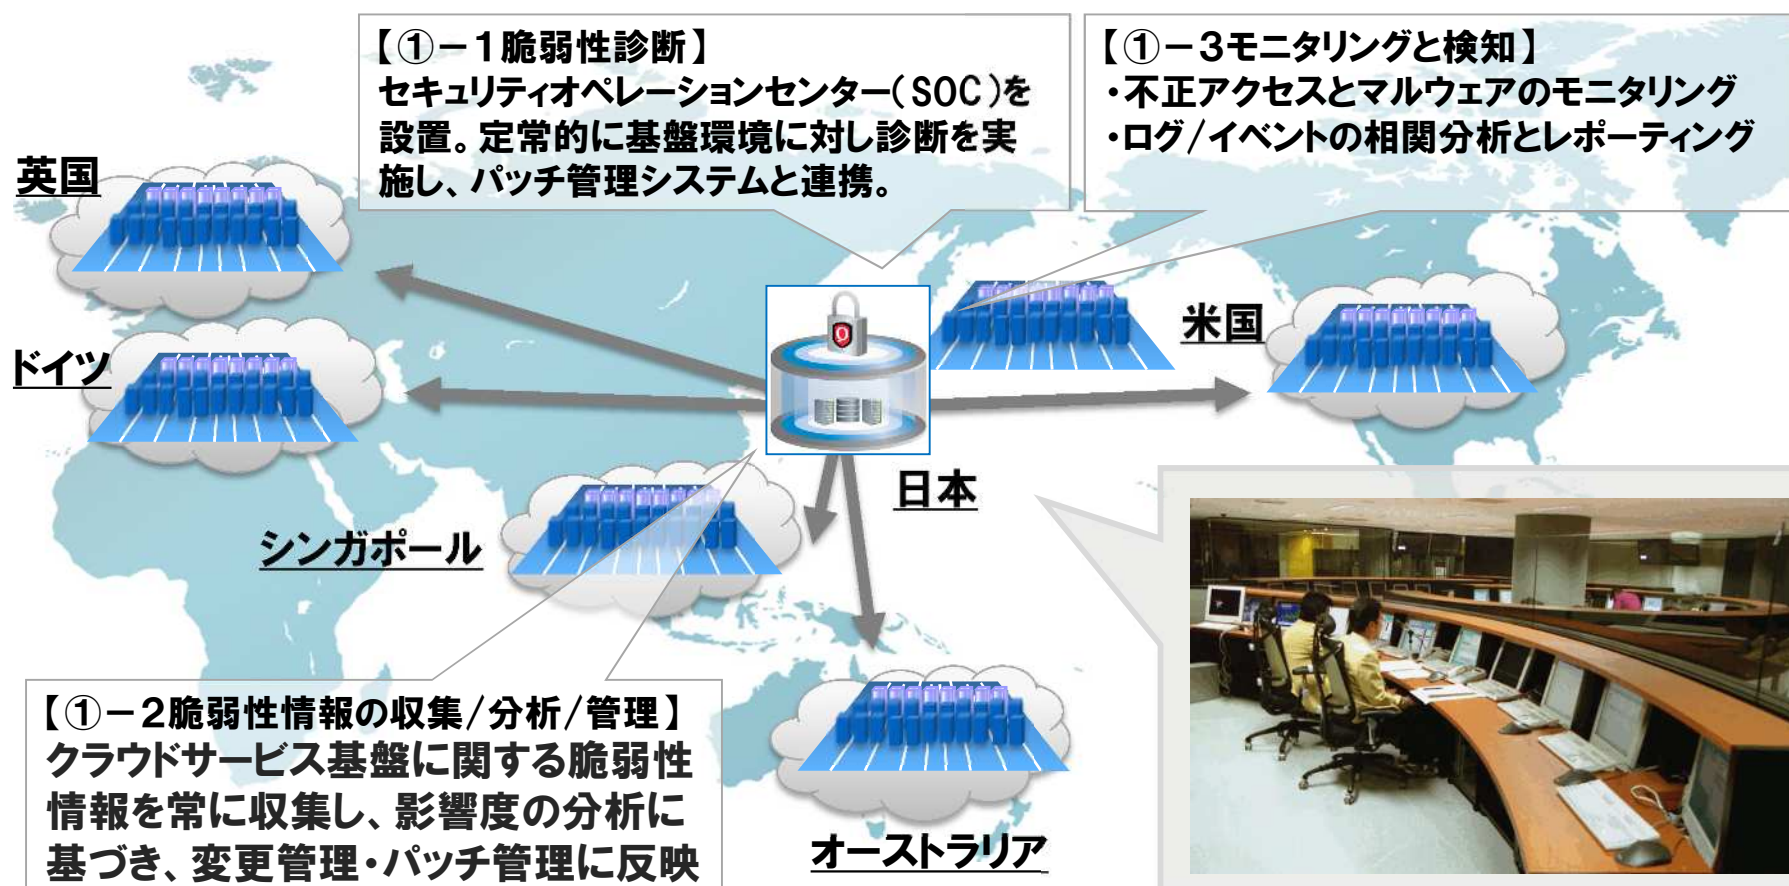 【①－1脆弱性診断】
セキュリティオペレーションセンター(SOC)を
設置。定常的に基盤環境に対し診断を実
施し、パッチ管理システムと連携。
【①－3モニタリングと検知】
・不正アクセスとマルウェアのモニタリング
・ログ/イベントの相関分析とレポーティング
英国
ドイツ
米国
日本
シンガポール
オーストラリア
【①－2脆弱性情報の収集/分析/管理】
クラウドサービス基盤に関する脆弱性
情報を常に収集し、影響度の分析に
基づき、変更管理・パッチ管理に反映